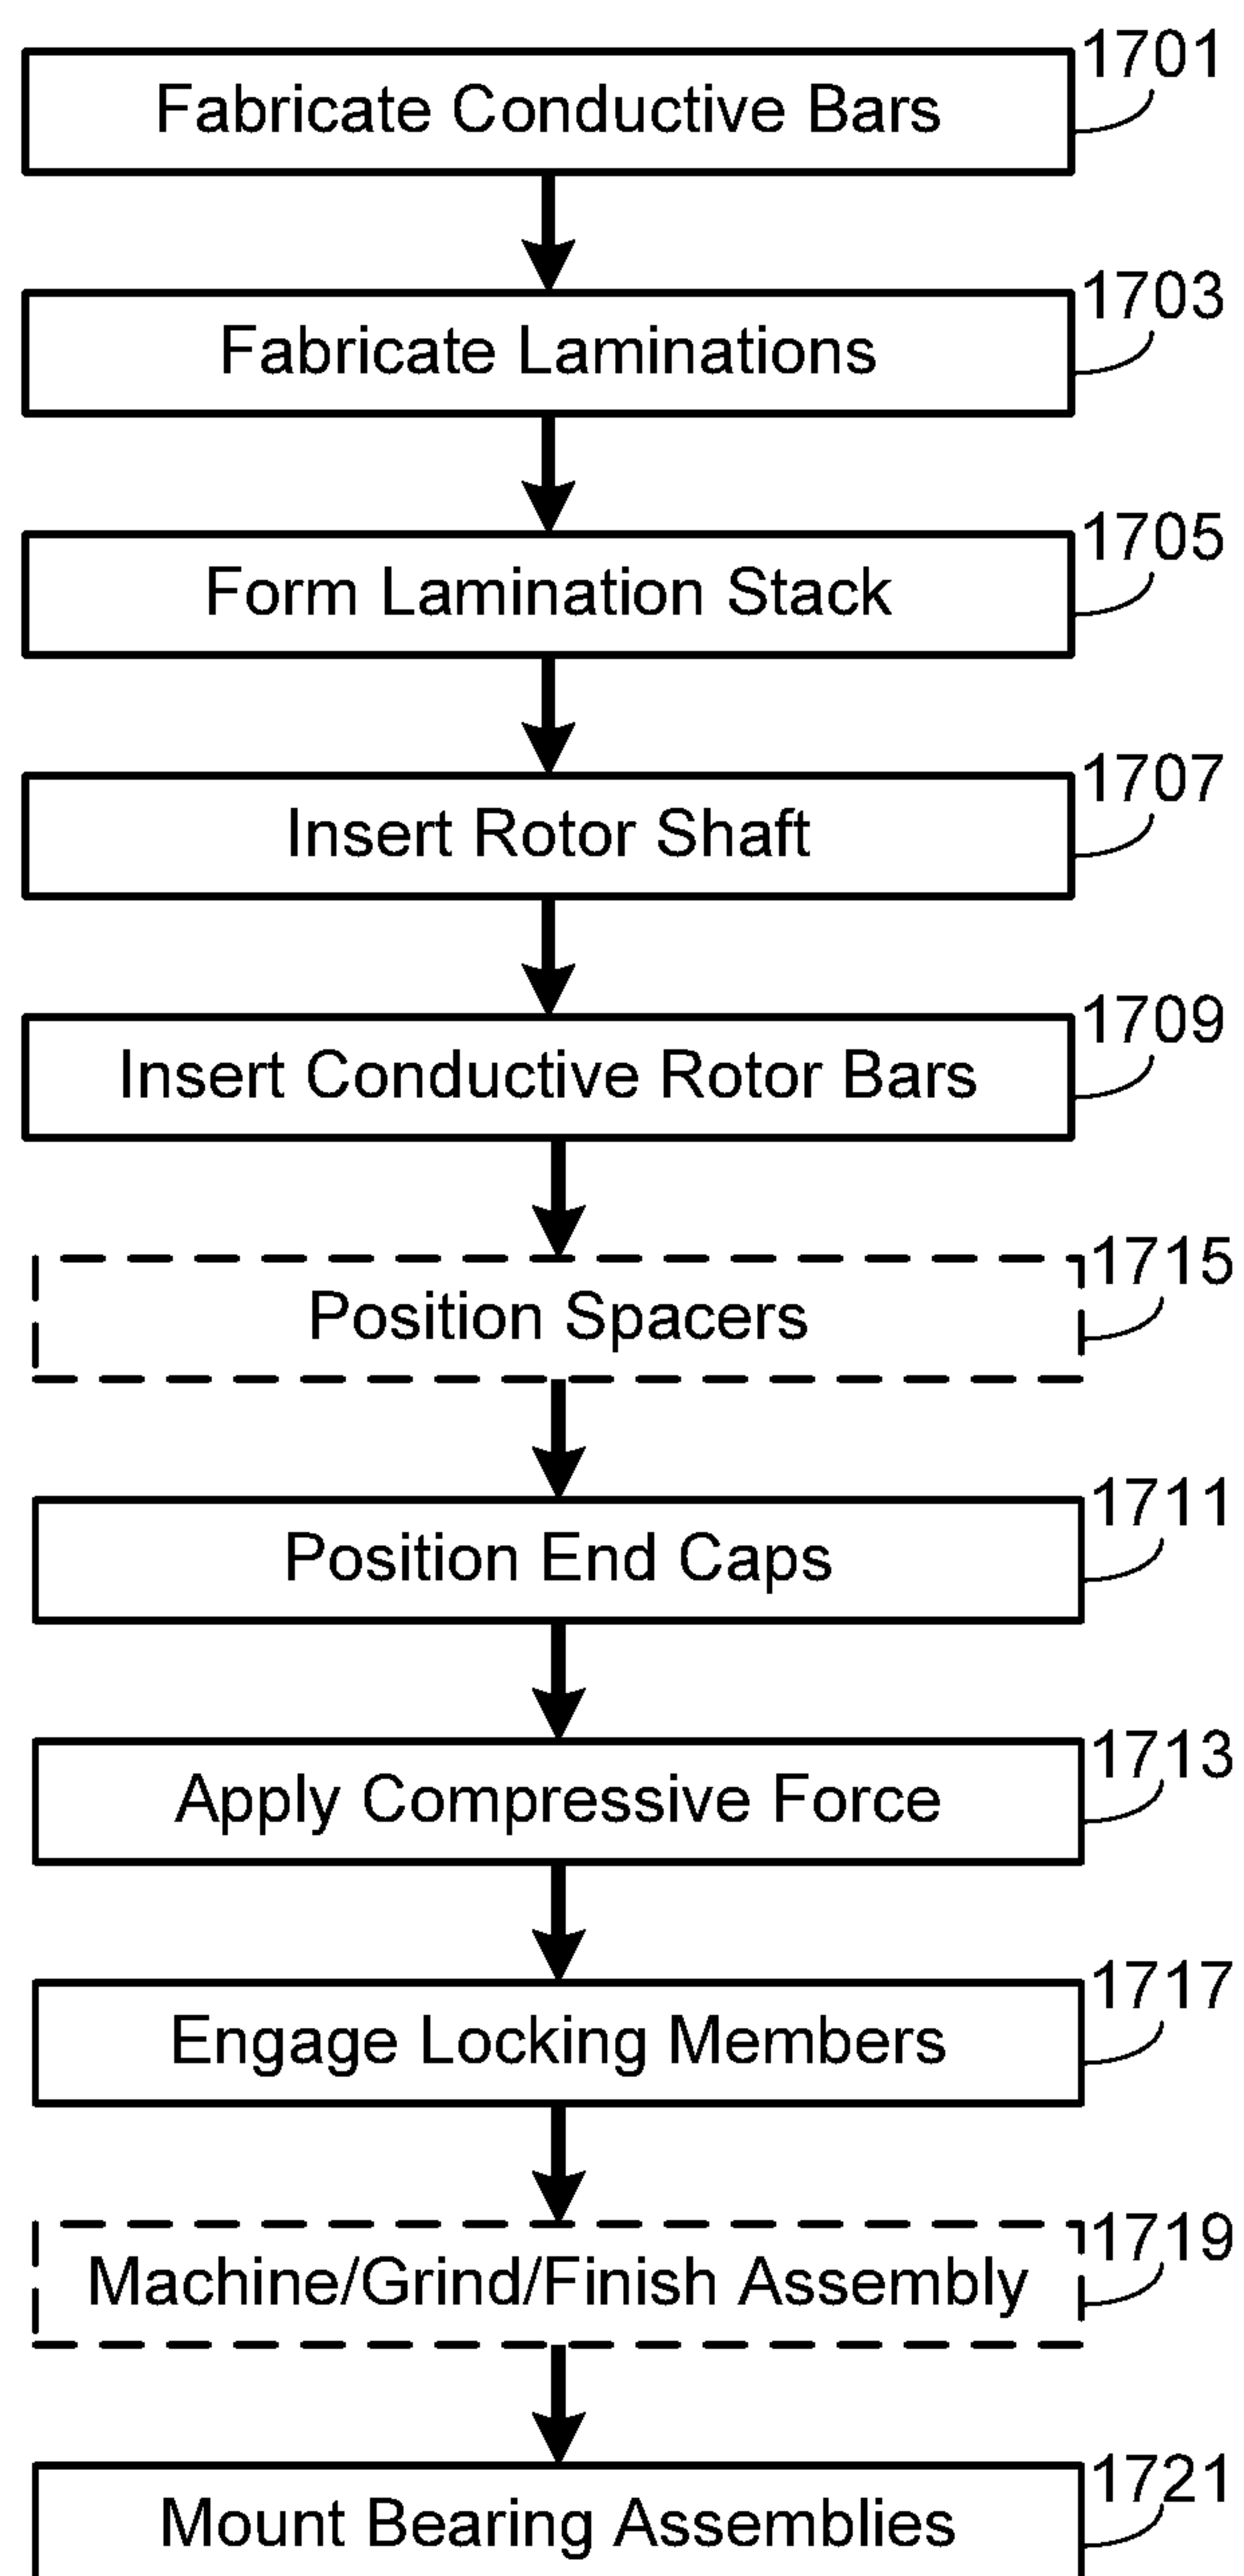 1701
Fabricate Conductive Bars
1703
Fabricate Laminations
1705
Form Lamination Stack
1707
Insert Rotor Shaft
1709
Insert Conductive Rotor Bars
1715
Position Spacers
1711
Position End Caps
1713
Apply Compressive Force
1717
Engage Locking Members
1719
Machine/Grind/Finish Assembly
1721
Mount Bearing Assemblies